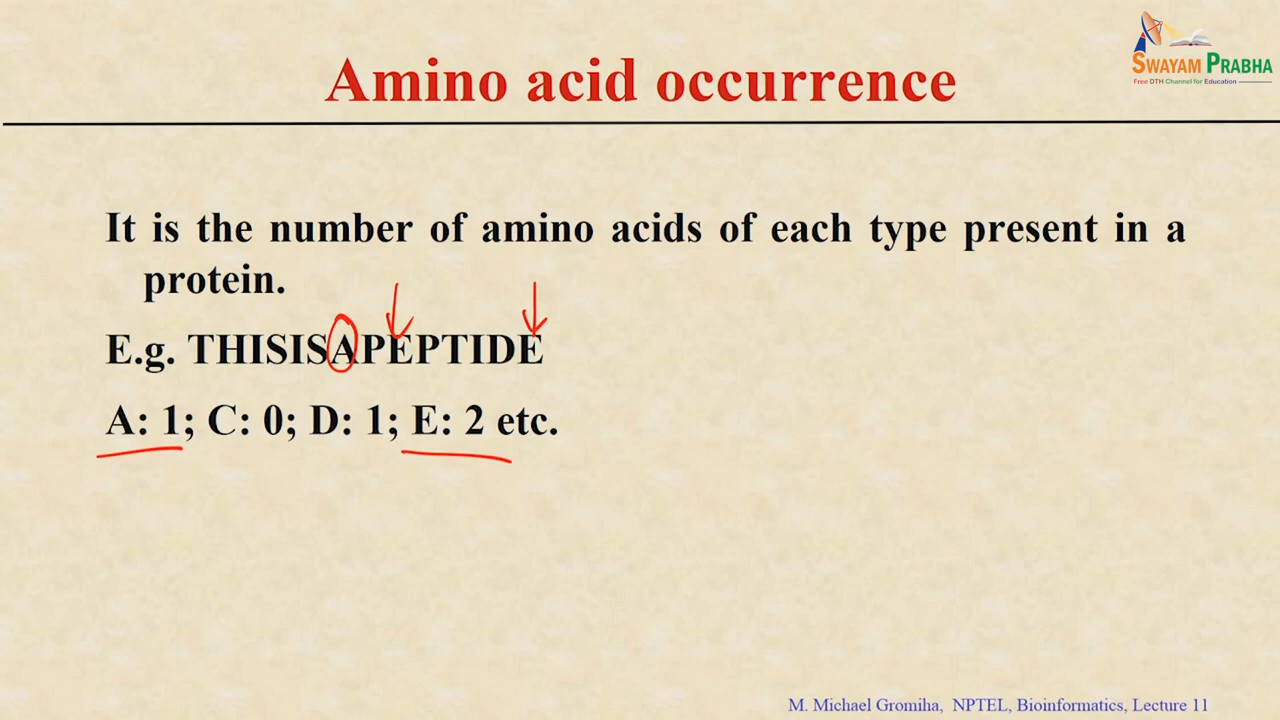 Amino acid occurrence
SWAYAM PRABHA
Free DTH Channel for Education
It is the number of amino acids of each type present in a
protein.
E.g. THISISAPEPTIDE
A: 1; C: 0; D: 1; E: 2 etc.
M. Michael Gromiha, NPTEL, Bioinformatics, Lecture 11